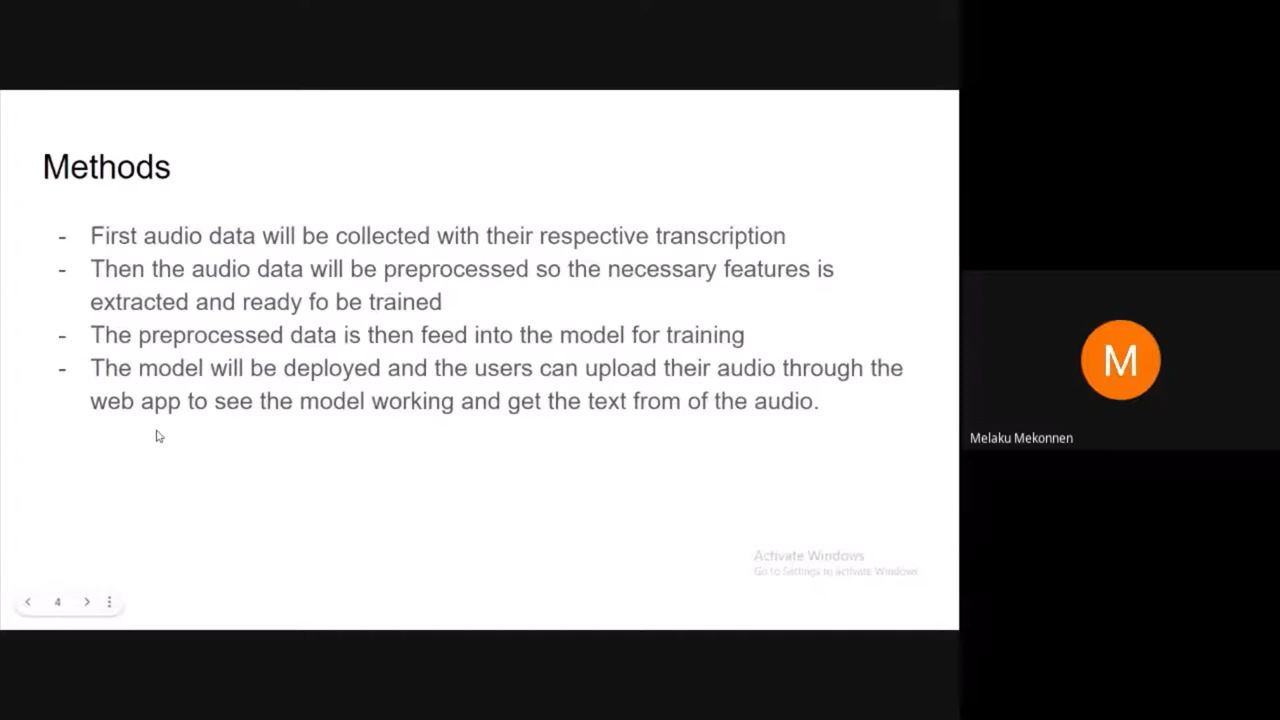 Methods
- First audio data will be collected with their respective transcription
- Then the audio data will be preprocessed so the necessary features is
extracted and ready fo be trained
- The preprocessed data is then feed into the model for training
- The model will be deployed and the users can upload their audio through the
web app to see the model working and get the text from of the audio.
Activate Windows
Go to Settings to activate Windows
4
M
Melaku Mekonnen